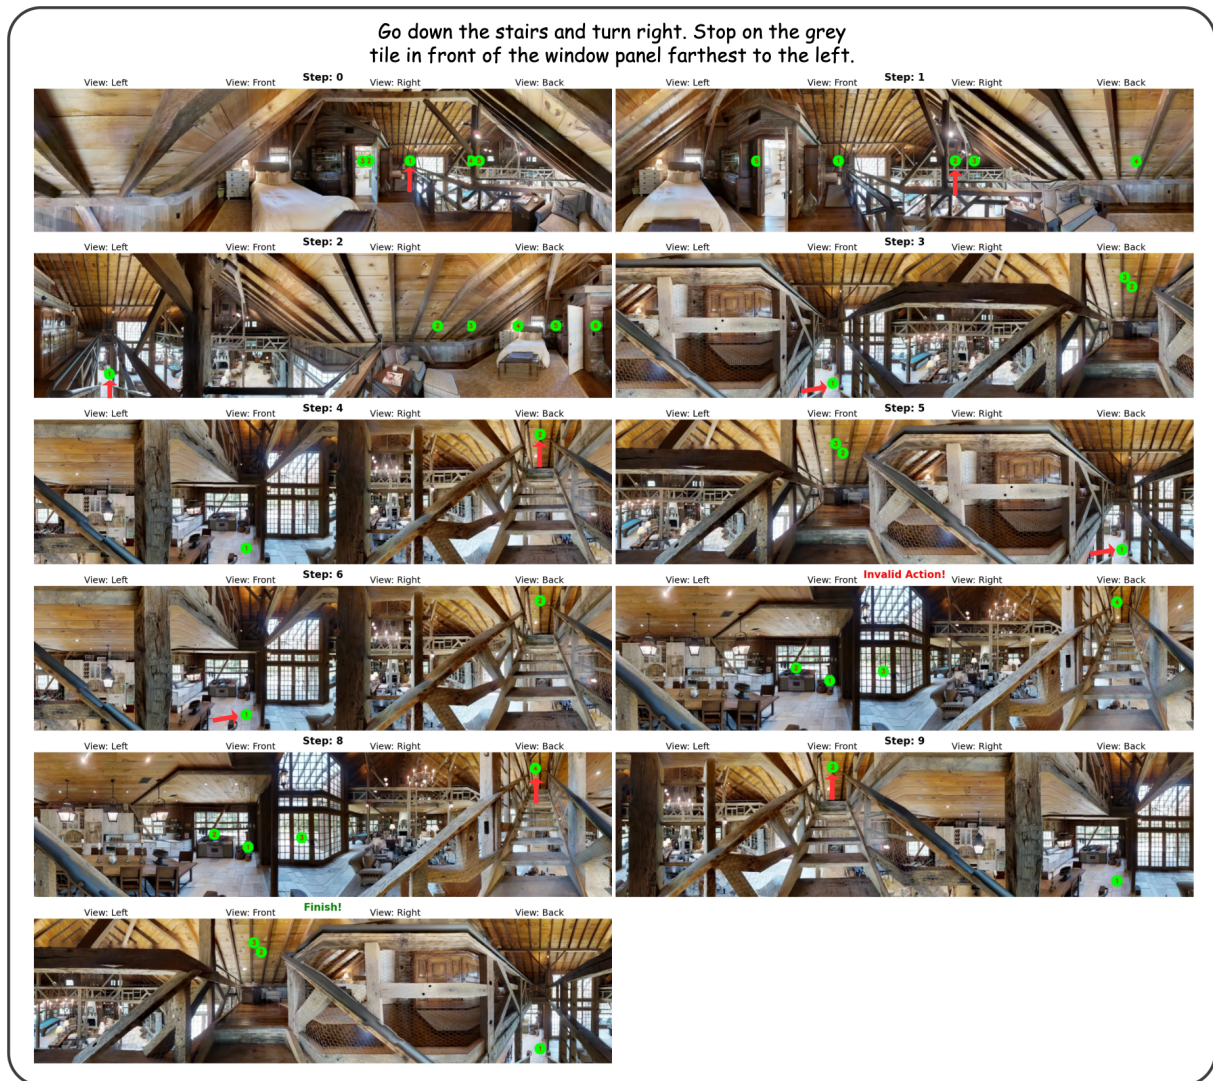 Go down the stairs and turn right. Stop on the grey
tile in front of the window panel farthest to the left.
Step: 0
View: Left View: Front View: Right View: Back
Step: 1
View: Left View: Front View: Right View: Back
Step: 2
View: Left View: Front View: Right View: Back
Step: 3
View: Left View: Front View: Right View: Back
Step: 4
View: Left View: Front View: Right View: Back
Step: 5
View: Left View: Front View: Right View: Back
Step: 6
View: Left View: Front View: Right View: Back
Invalid Action!
View: Left View: Front View: Right View: Back
Step: 8
View: Left View: Front View: Right View: Back
Step: 9
View: Left View: Front View: Right View: Back
Finish!
View: Left View: Front View: Right View: Back